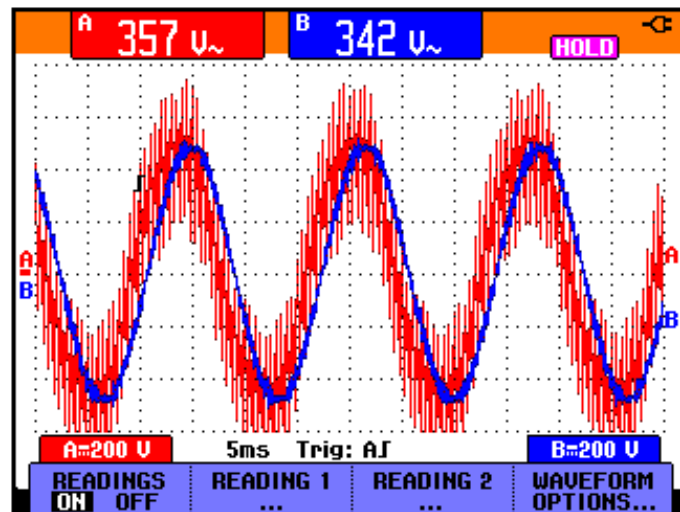 A 357 V~ B 342 V~
HOLD
A A
B B
A=200 V 5ms Trig: A B=200 V
READINGS READING 1 READING 2 WAVEFORM
ON OFF ... ... OPTIONS...